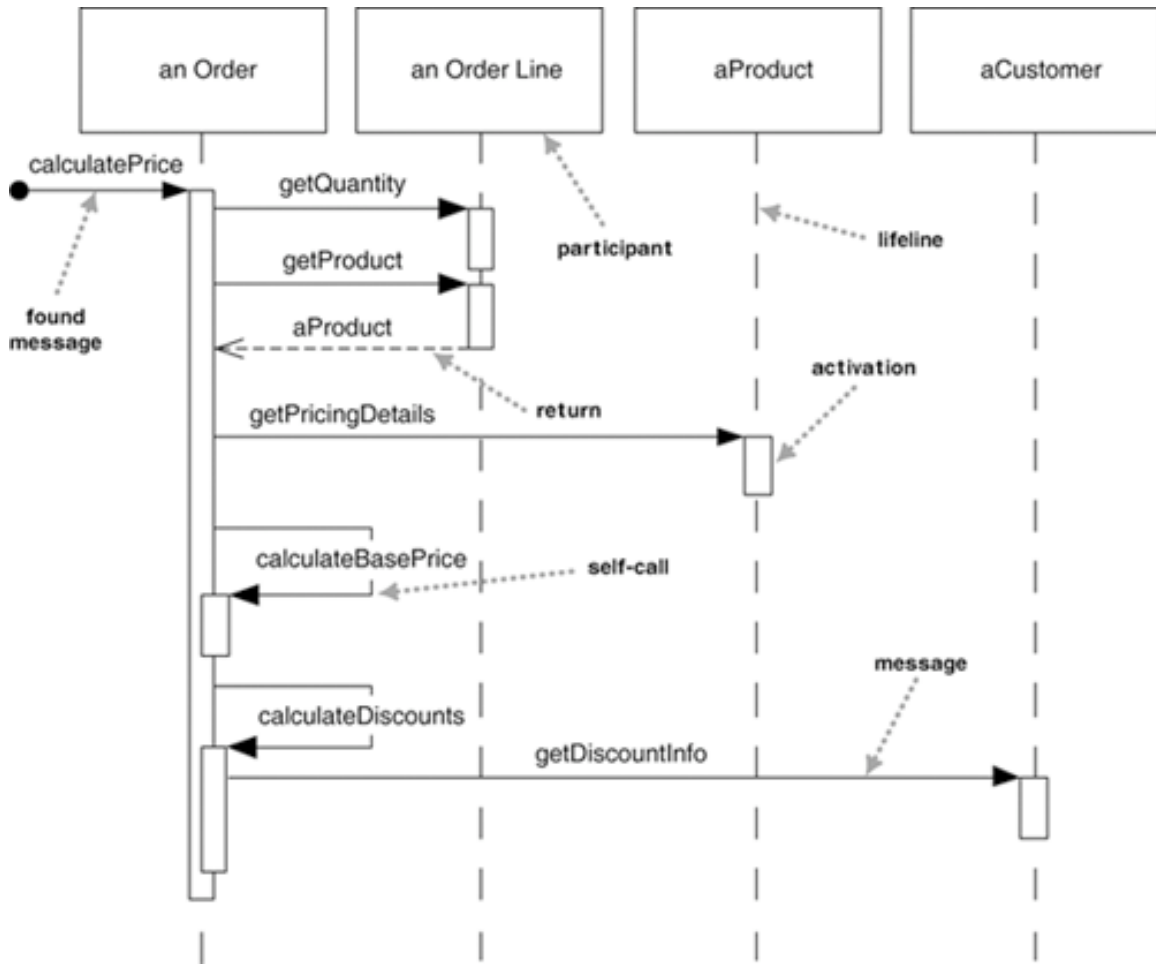 an Order
an Order Line
aProduct
aCustomer
calculatePrice
getQuantity
participant
lifeline
getProduct
found
message
aProduct
activation
return
getPricingDetails
calculateBasePrice
self-call
message
calculateDiscounts
getDiscountInfo